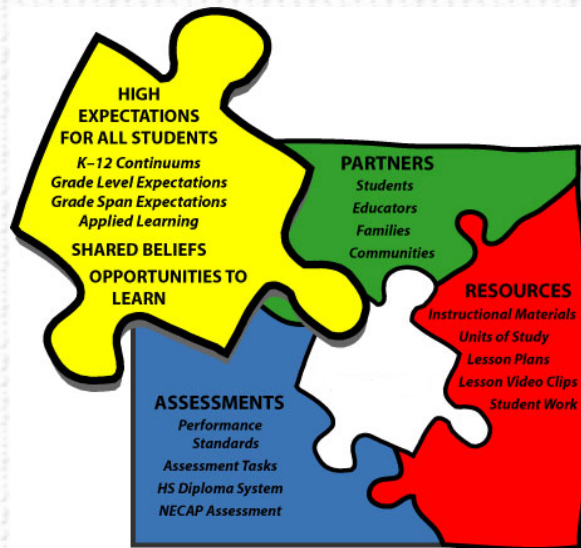 HIGH
EXPECTATIONS
FOR ALL STUDENTS
K–12 Continuums
Grade Level Expectations
Grade Span Expectations
Applied Learning
SHARED BELIEFS
OPPORTUNITIES TO
LEARN
PARTNERS
Students
Educators
Families
Communities
RESOURCES
Instructional Materials
Units of Study
Lesson Plans
Lesson Video Clips
Student Work
ASSESSMENTS
Performance
Standards
Assessment Tasks
HS Diploma System
NECAP Assessment